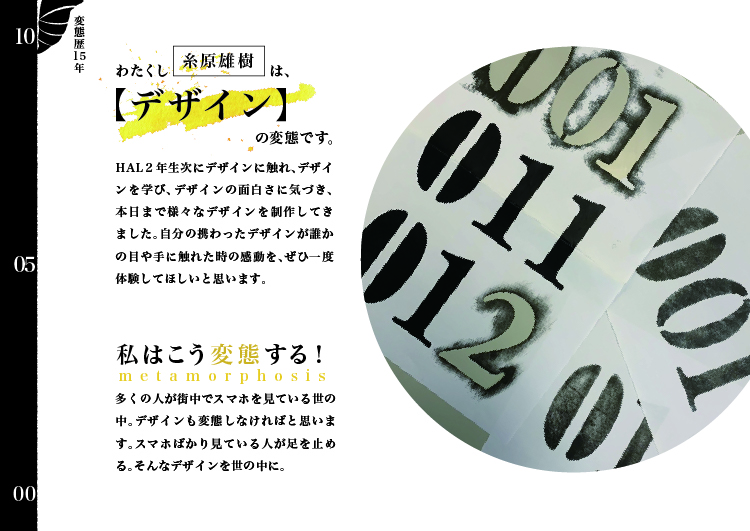 10
変態歴15年
わたくし 糸原雄樹 は、
【デザイン】
の変態です。
HAL２年生次にデザインに触れ、デザイ
ンを学び、デザインの面白さに気づき、
本日まで様々なデザインを制作してき
ました。自分の携わったデザインが誰か
の目や手に触れた時の感動を、ぜひ一度
体験してほしいと思います。
05
私はこう変態する！
metamorphosis
多くの人が街中でスマホを見ている世の
中。デザインも変態しなければと思いま
す。スマホばかり見ている人が足を止め
る。そんなデザインを世の中に。
00
001
011
012
001
01